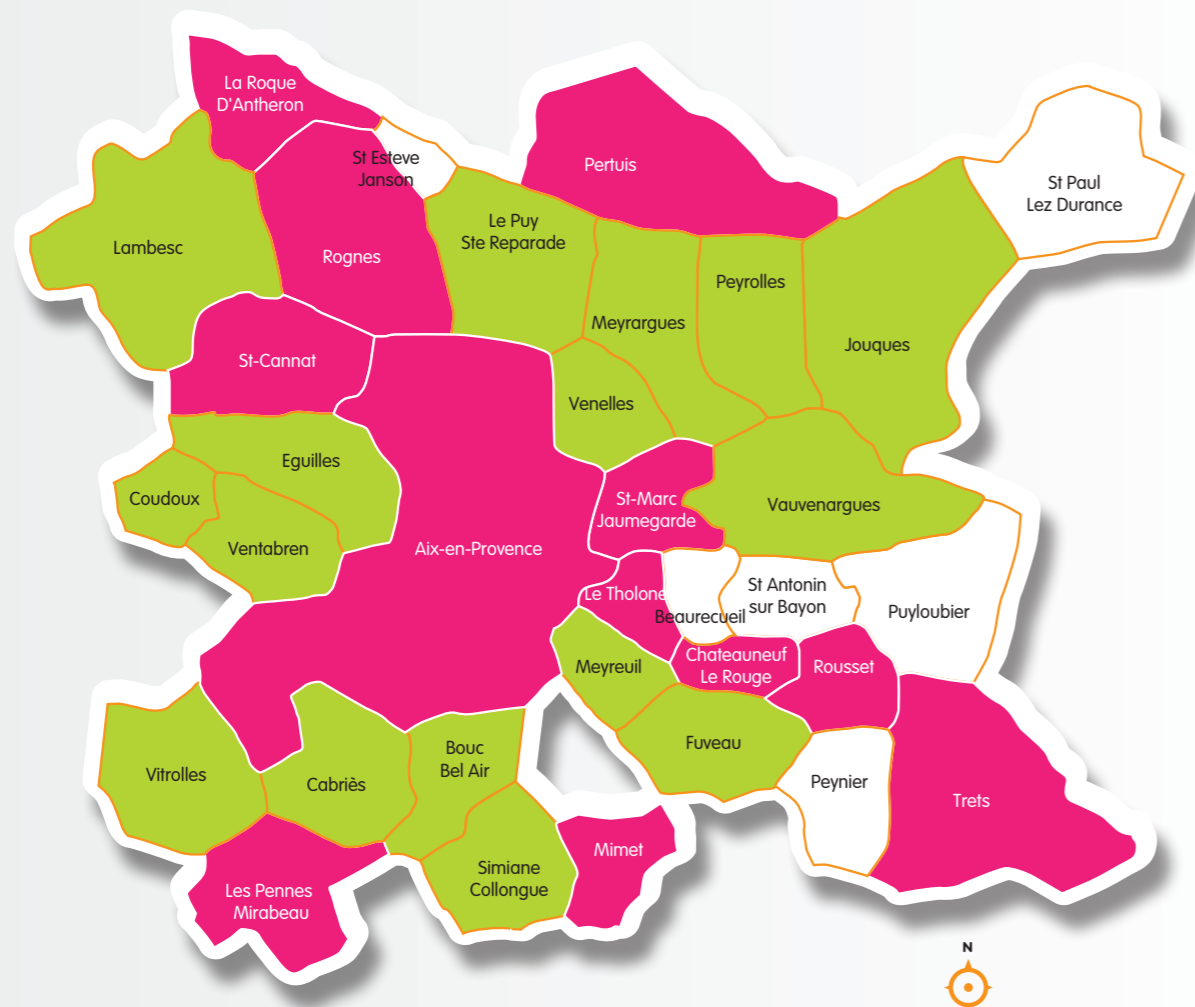 La Roque
D'Antheron
St Esteve
Janson
Pertuis
St Paul
Lez Durance
Lambesc
Rognes
Le Puy
Ste Reparade
Peyrolles
Meyrargues
Jouques
St-Cannat
Venelles
Eguilles
Coudoux
Ventabren
Aix-en-Provence
St-Marc
Jaumegarde
Vauvenargues
Le Tholone
Beaurecueil
St Antonin
sur Bayon
Puyloubier
Meyreuil
Chateauneuf
Le Rouge
Rousset
Vitrolles
Cabriès
Bouc
Bel Air
Fuveau
Peynier
Trets
Simiane
Collongue
Mimet
Les Pennes
Mirabeau
N